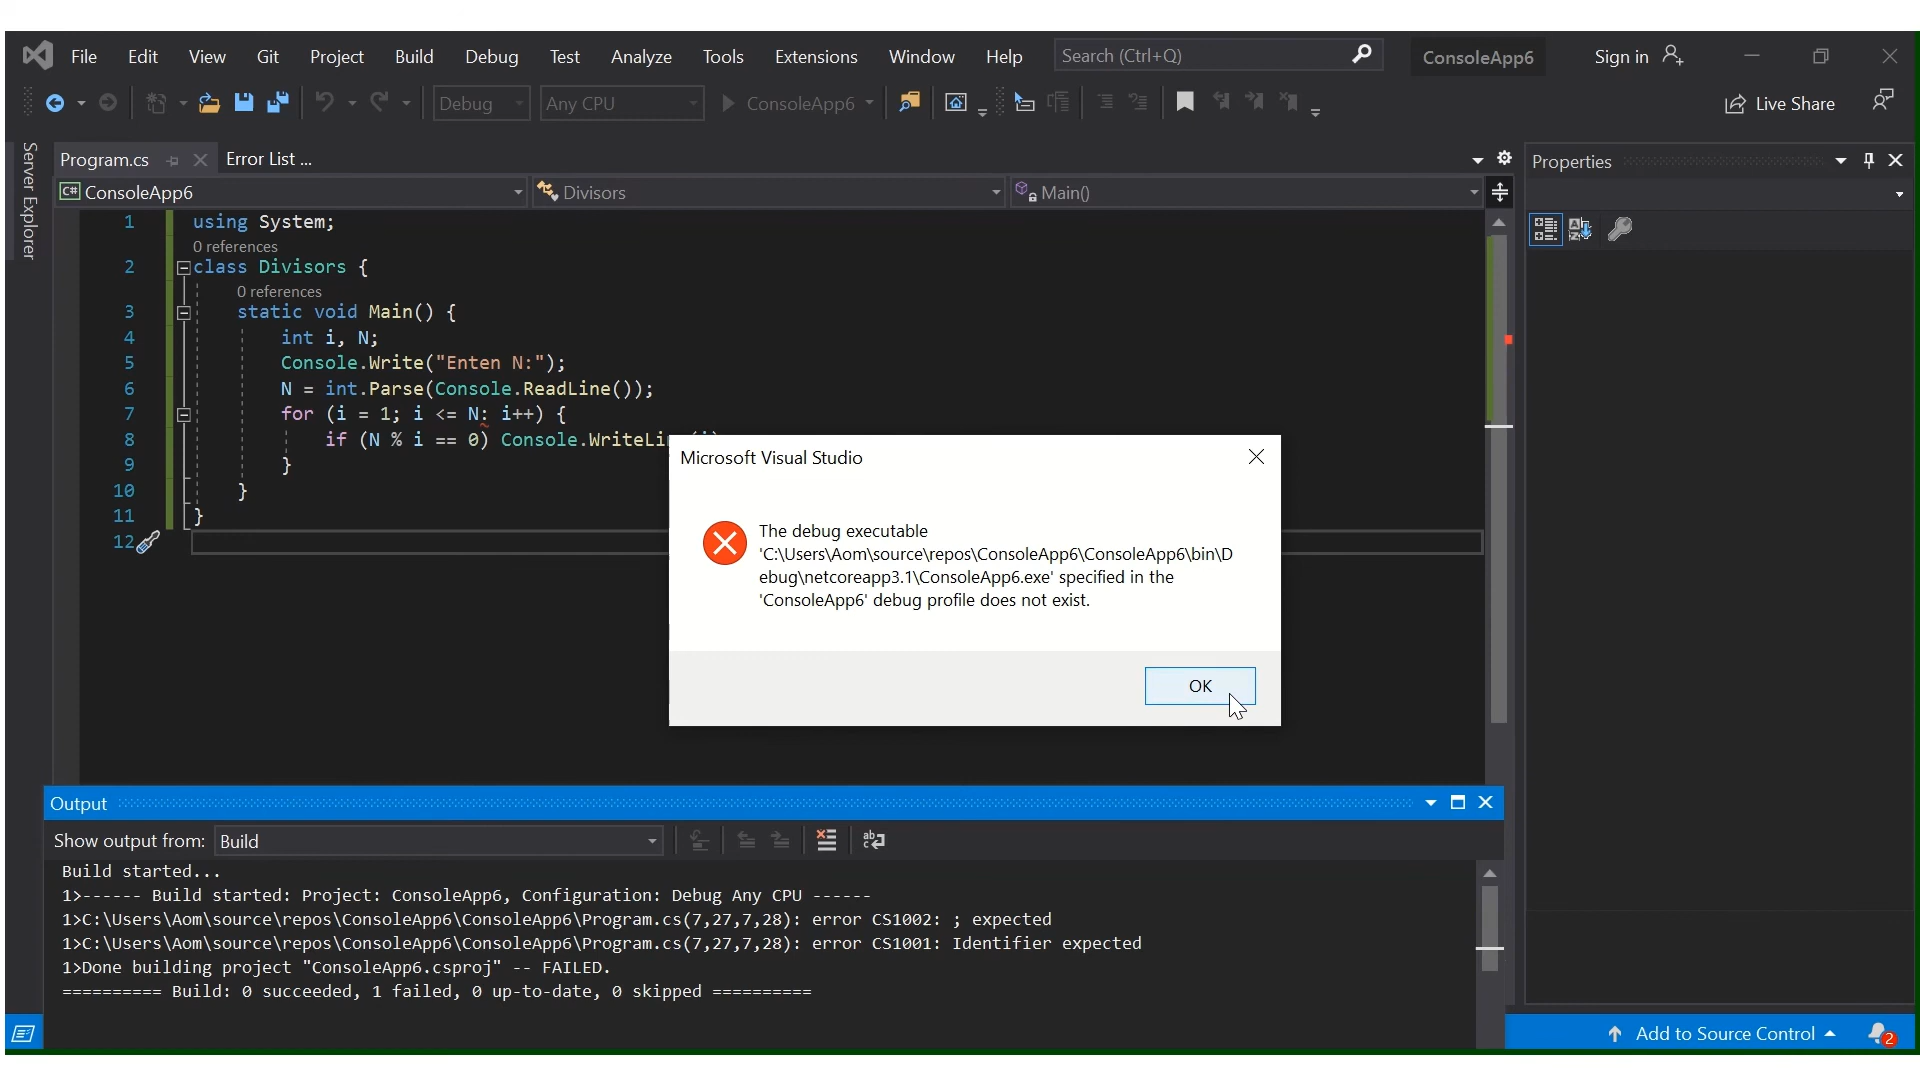 File Edit View Git Project Build Debug Test Analyze Tools Extensions Window Help Search (Ctrl+Q) ConsoleApp6 Sign in
Debug Any CPU ConsoleApp6 Live Share
Server Explorer
Program.cs Error List ... Properties
C# ConsoleApp6 Divisors Main()
1 using System;
0 references
2 class Divisors {
0 references
3 static void Main() {
4 int i, N;
5 Console.Write("Enten N:");
6 N = int.Parse(Console.ReadLine());
7 for (i = 1; i <= N: i++) {
8 if (N % i == 0) Console.WriteLin
9 }
10 }
11 }
12
Microsoft Visual Studio
The debug executable
'C:\Users\Aom\source\repos\ConsoleApp6\ConsoleApp6\bin\D
ebug\netcoreapp3.1\ConsoleApp6.exe' specified in the
'ConsoleApp6' debug profile does not exist.
OK
Output
Show output from: Build
Build started...
1>------ Build started: Project: ConsoleApp6, Configuration: Debug Any CPU ------
1>C:\Users\Aom\source\repos\ConsoleApp6\ConsoleApp6\Program.cs(7,27,7,28): error CS1002: ; expected
1>C:\Users\Aom\source\repos\ConsoleApp6\ConsoleApp6\Program.cs(7,27,7,28): error CS1001: Identifier expected
1>Done building project "ConsoleApp6.csproj" -- FAILED.
========== Build: 0 succeeded, 1 failed, 0 up-to-date, 0 skipped ==========
Add to Source Control 2